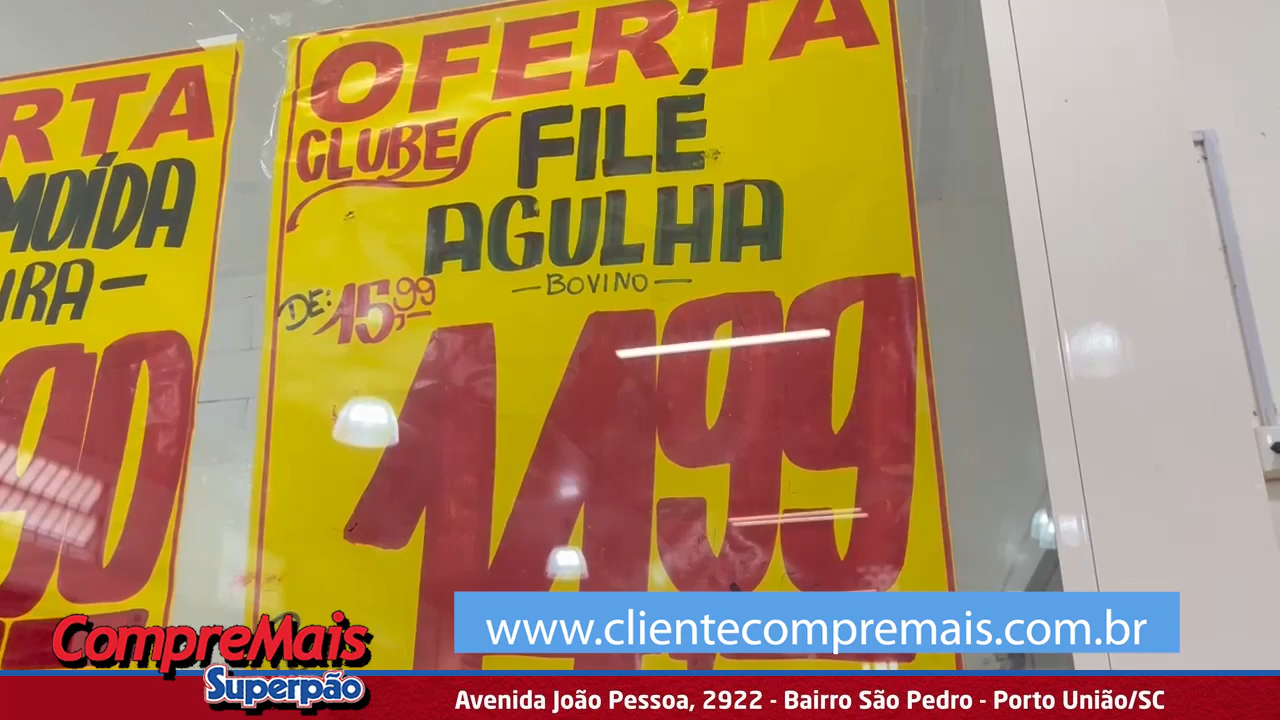 RTA
MOÍDA
IRA-
OFERTA
CLUBE
FILÉ
AGULHA
-BOVINO-
DE: 15,99
14,99
www.clientecompremais.com.br
CompreMais
Superpão
Avenida João Pessoa, 2922 - Bairro São Pedro - Porto União/SC